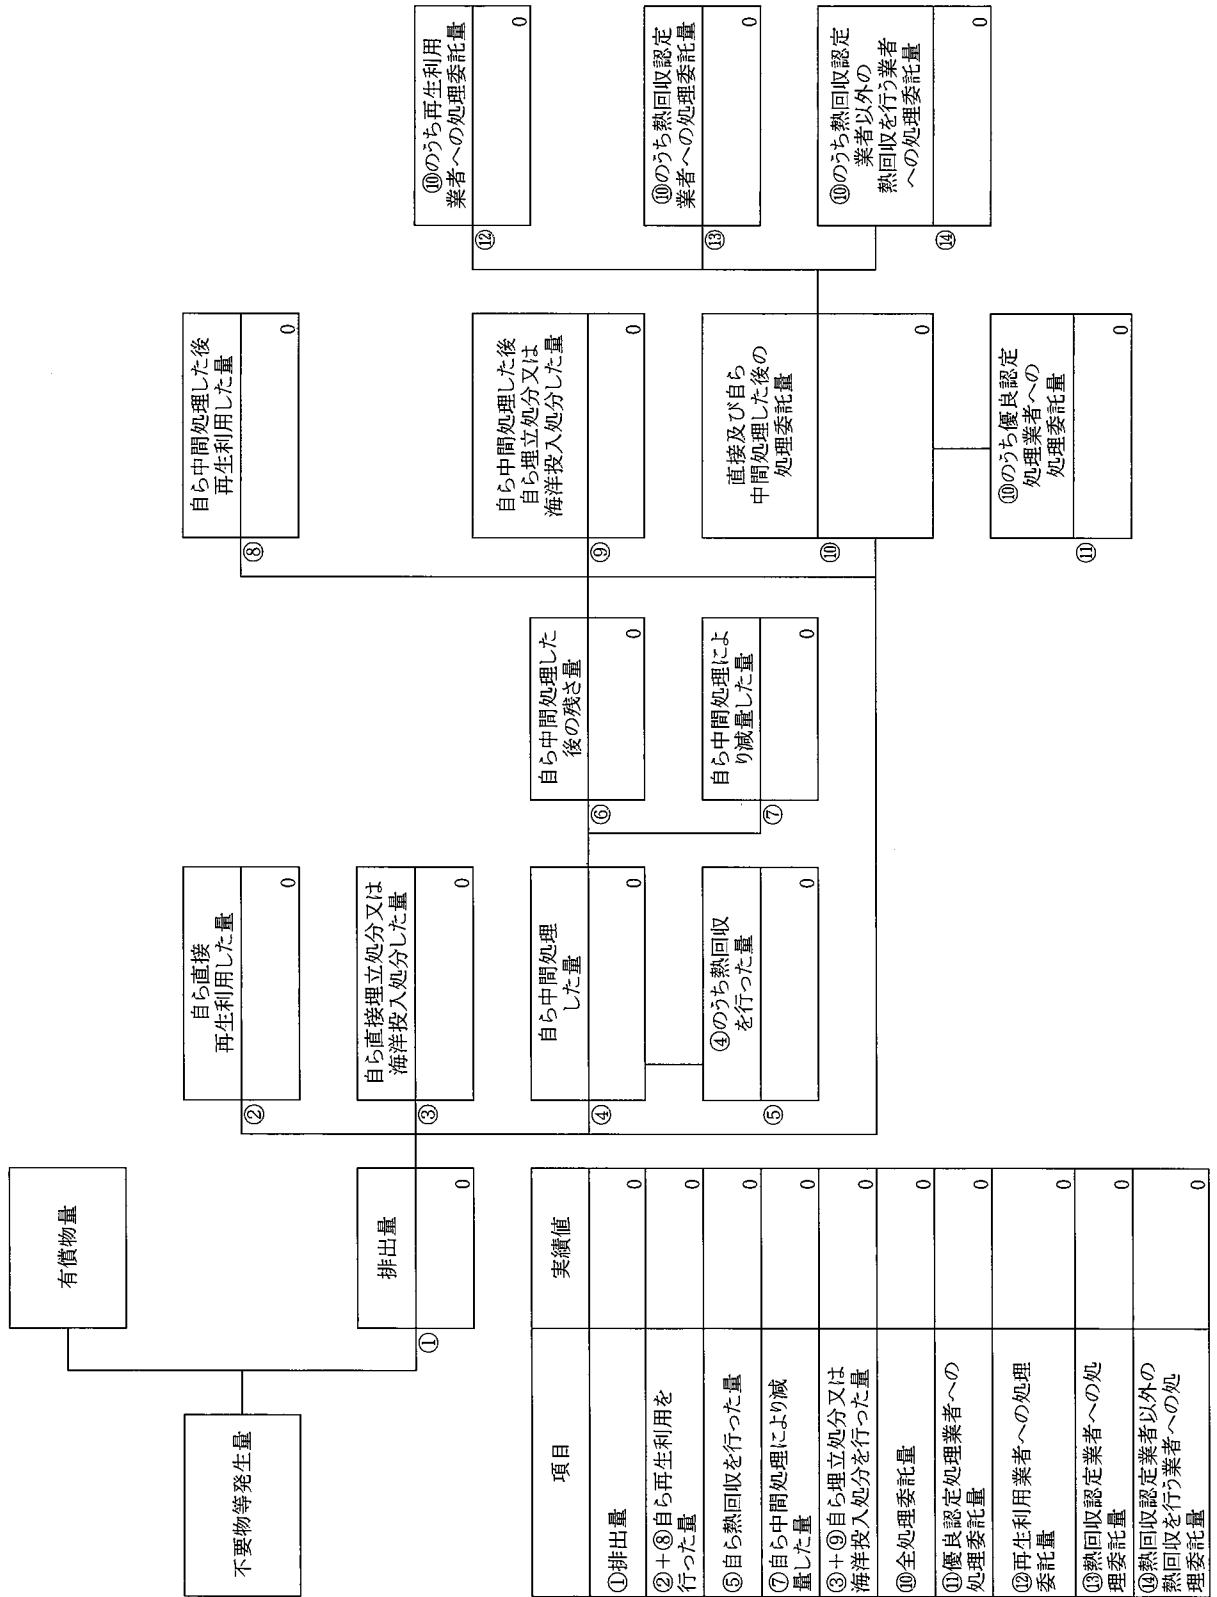 不要物等発生量
有償物量
排出量
①
0
自ら直接
再生利用した量
②
0
自ら直接埋立処分又は
海洋投入処分した量
③
0
自ら中間処理
した量
④
0
④のうち熱回収
を行った量
⑤
0
自ら中間処理した
後の残さ量
⑥
0
自ら中間処理によ
り減量した量
⑦
0
自ら中間処理した後
再生利用した量
⑧
0
自ら中間処理した後
自ら埋立処分又は
海洋投入処分した量
⑨
0
直接及び自ら
中間処理した後の
処理委託量
⑩
0
⑩のうち優良認定
処理業者への
処理委託量
⑪
0
⑩のうち再生利用
業者への処理委託量
⑫
0
⑩のうち熱回収認定
業者への処理委託量
⑬
0
⑩のうち熱回収認定
業者以外の
熱回収を行う業者
への処理委託量
⑭
0
項目
実績値
①排出量
0
②+⑧自ら再生利用を
行った量
0
⑤自ら熱回収を行った量
0
⑦自ら中間処理により減
量した量
0
③+⑨自ら埋立処分又は
海洋投入処分を行った量
0
⑩全処理委託量
0
⑪優良認定処理業者への
処理委託量
0
⑫再生利用業者への処理
委託量
0
⑬熱回収認定業者への処
理委託量
0
⑭熱回収認定業者以外の
熱回収を行う業者への処
理委託量
0